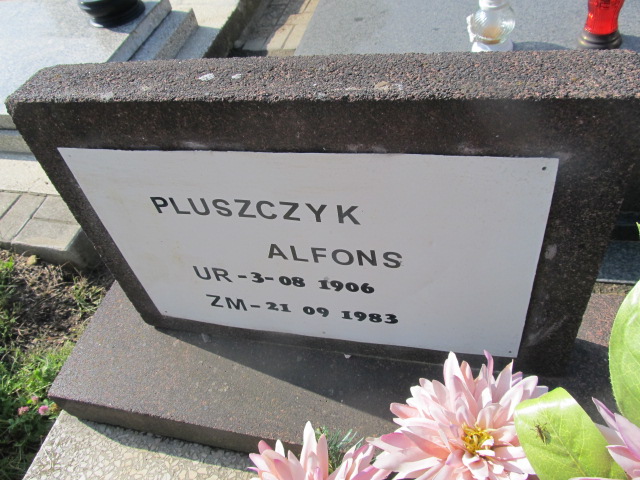 PLUSZCZYK
ALFONS
UR-3-08 1906
ZM-21 09 1983